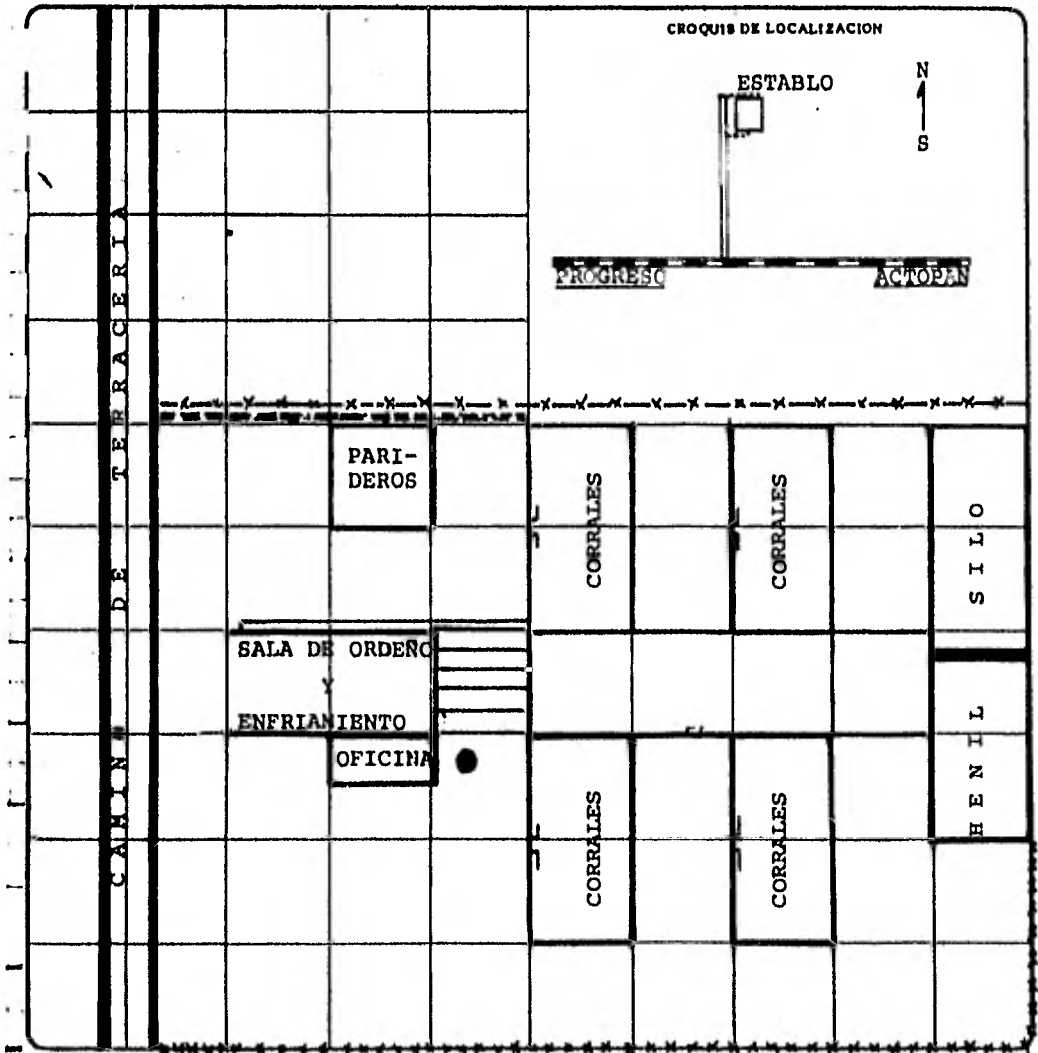 CROQUIS DE LOCALIZACION
ESTABLO
N
S
PROGRESO
ACTOPAN
CAMINO DE TERRACERIA
PARI-
DEROS
CORRALES
CORRALES
SILO
SALA DE ORDEÑO
Y
ENFRIAMIENTO
OFICINA
HENIL
CORRALES
CORRALES